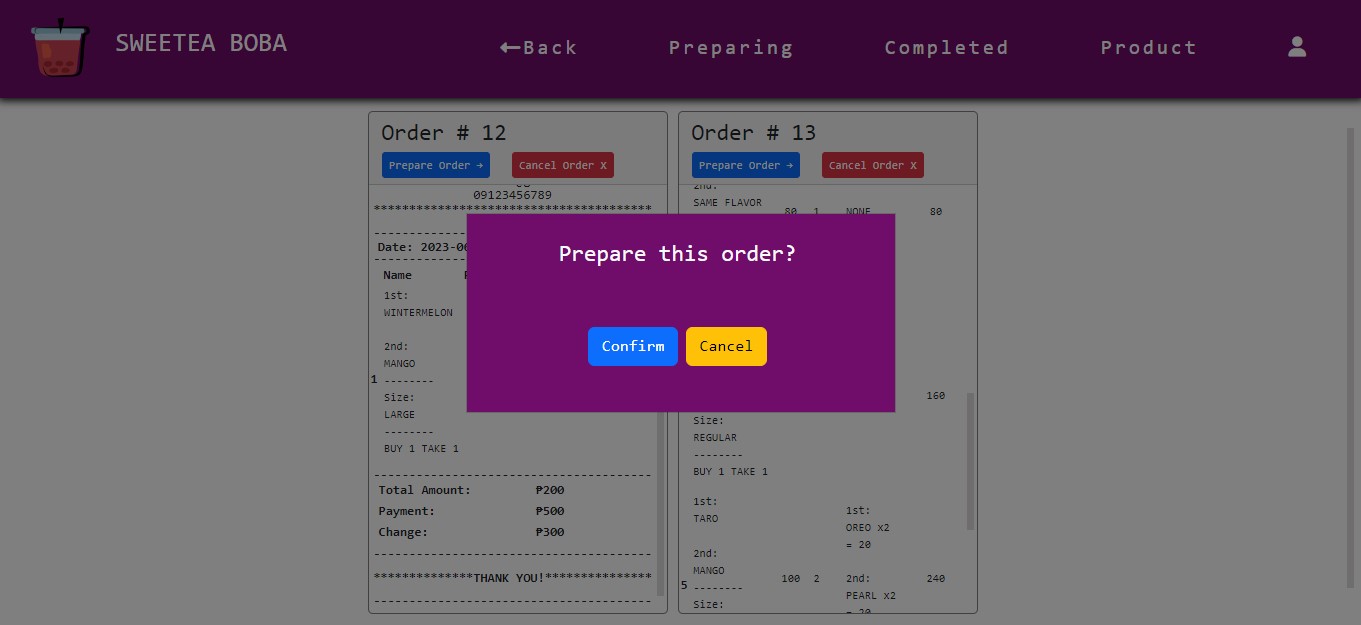 SWEETEA BOBA
←Back
Preparing
Completed
Product
Order # 12
Prepare Order →
Cancel Order X
09123456789
***************************************
---------------------------------------
Date: 2023-06
---------------------------------------
Name
1st:
WINTERMELON
2nd:
MANGO
1 --------
Size:
LARGE
--------
BUY 1 TAKE 1
---------------------------------------
Total Amount: ₱200
Payment: ₱500
Change: ₱300
---------------------------------------
**************THANK YOU!***************
---------------------------------------
Order # 13
Prepare Order →
Cancel Order X
2nd:
SAME FLAVOR
80 1 NONE 80
160
Size:
REGULAR
--------
BUY 1 TAKE 1
1st:
TARO
1st:
OREO x2
= 20
2nd:
MANGO
100 2 2nd: 240
5 --------
PEARL x2
Size:
= 20
Prepare this order?
Confirm
Cancel